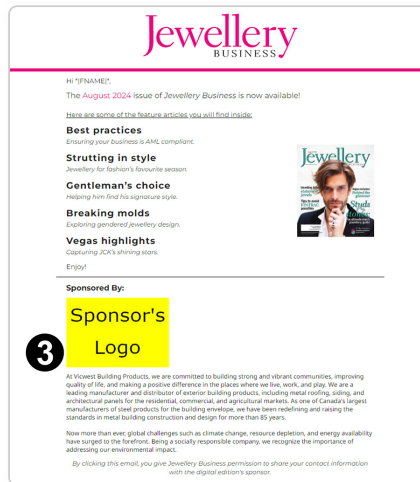 Jewellery
BUSINESS
Hi *|FNAME|*,
The August 2024 issue of Jewellery Business is now available!
Here are some of the feature articles you will find inside:
Best practices
Ensuring your business is AML compliant.
Strutting in style
Jewellery for fashion's favourite season.
Gentleman's choice
Helping him find his signature style.
Breaking molds
Exploring gendered jewellery design.
Vegas highlights
Capturing JCK's shining stars.
Enjoy!
Jewellery
Studs
Sponsored By:
Sponsor's
Logo
3
At Vicwest Building Products, we are committed to building strong and vibrant communities, improving
quality of life, and making a positive difference in the places where we live, work, and play. We are a
leading manufacturer and distributor of exterior building products, including metal roofing, siding, and
architectural panels for the residential, commercial, and agricultural markets. As one of Canada's largest
manufacturers of steel products for the building envelope, we have been redefining and raising the
standards in metal building construction and design for more than 85 years.
Now more than ever, global challenges such as climate change, resource depletion, and energy availability
have surged to the forefront. Being a socially responsible company, we recognize the importance of
addressing our environmental impact.
By clicking this email, you give Jewellery Business permission to share your contact information
with the digital edition's sponsor.